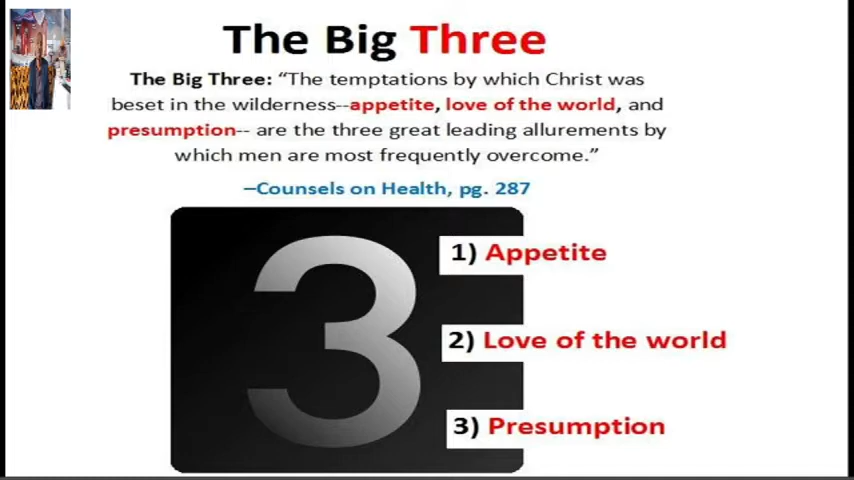 The Big Three
The Big Three: “The temptations by which Christ was
beset in the wilderness--appetite, love of the world, and
presumption-- are the three great leading allurements by
which men are most frequently overcome.”
–Counsels on Health, pg. 287
3
1) Appetite
2) Love of the world
3) Presumption